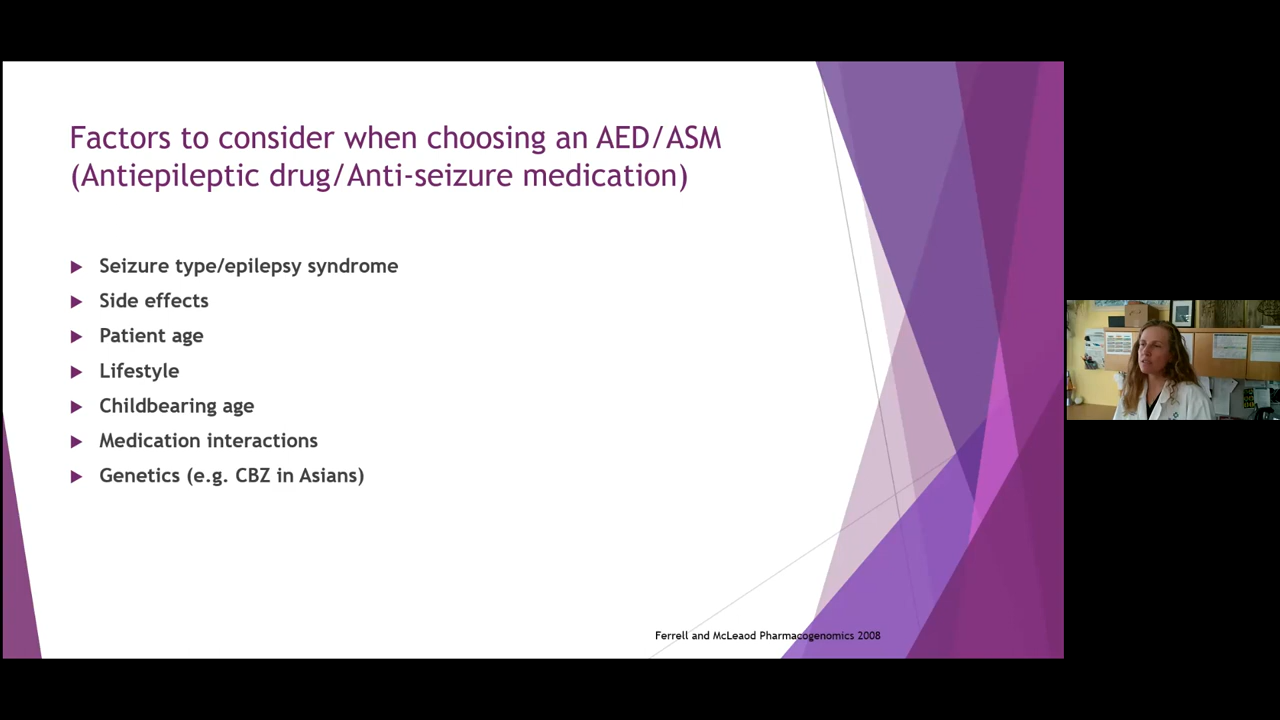 Factors to consider when choosing an AED/ASM
(Antiepileptic drug/Anti-seizure medication)
Seizure type/epilepsy syndrome
Side effects
Patient age
Lifestyle
Childbearing age
Medication interactions
Genetics (e.g. CBZ in Asians)
Ferrell and McLeaod Pharmacogenomics 2008